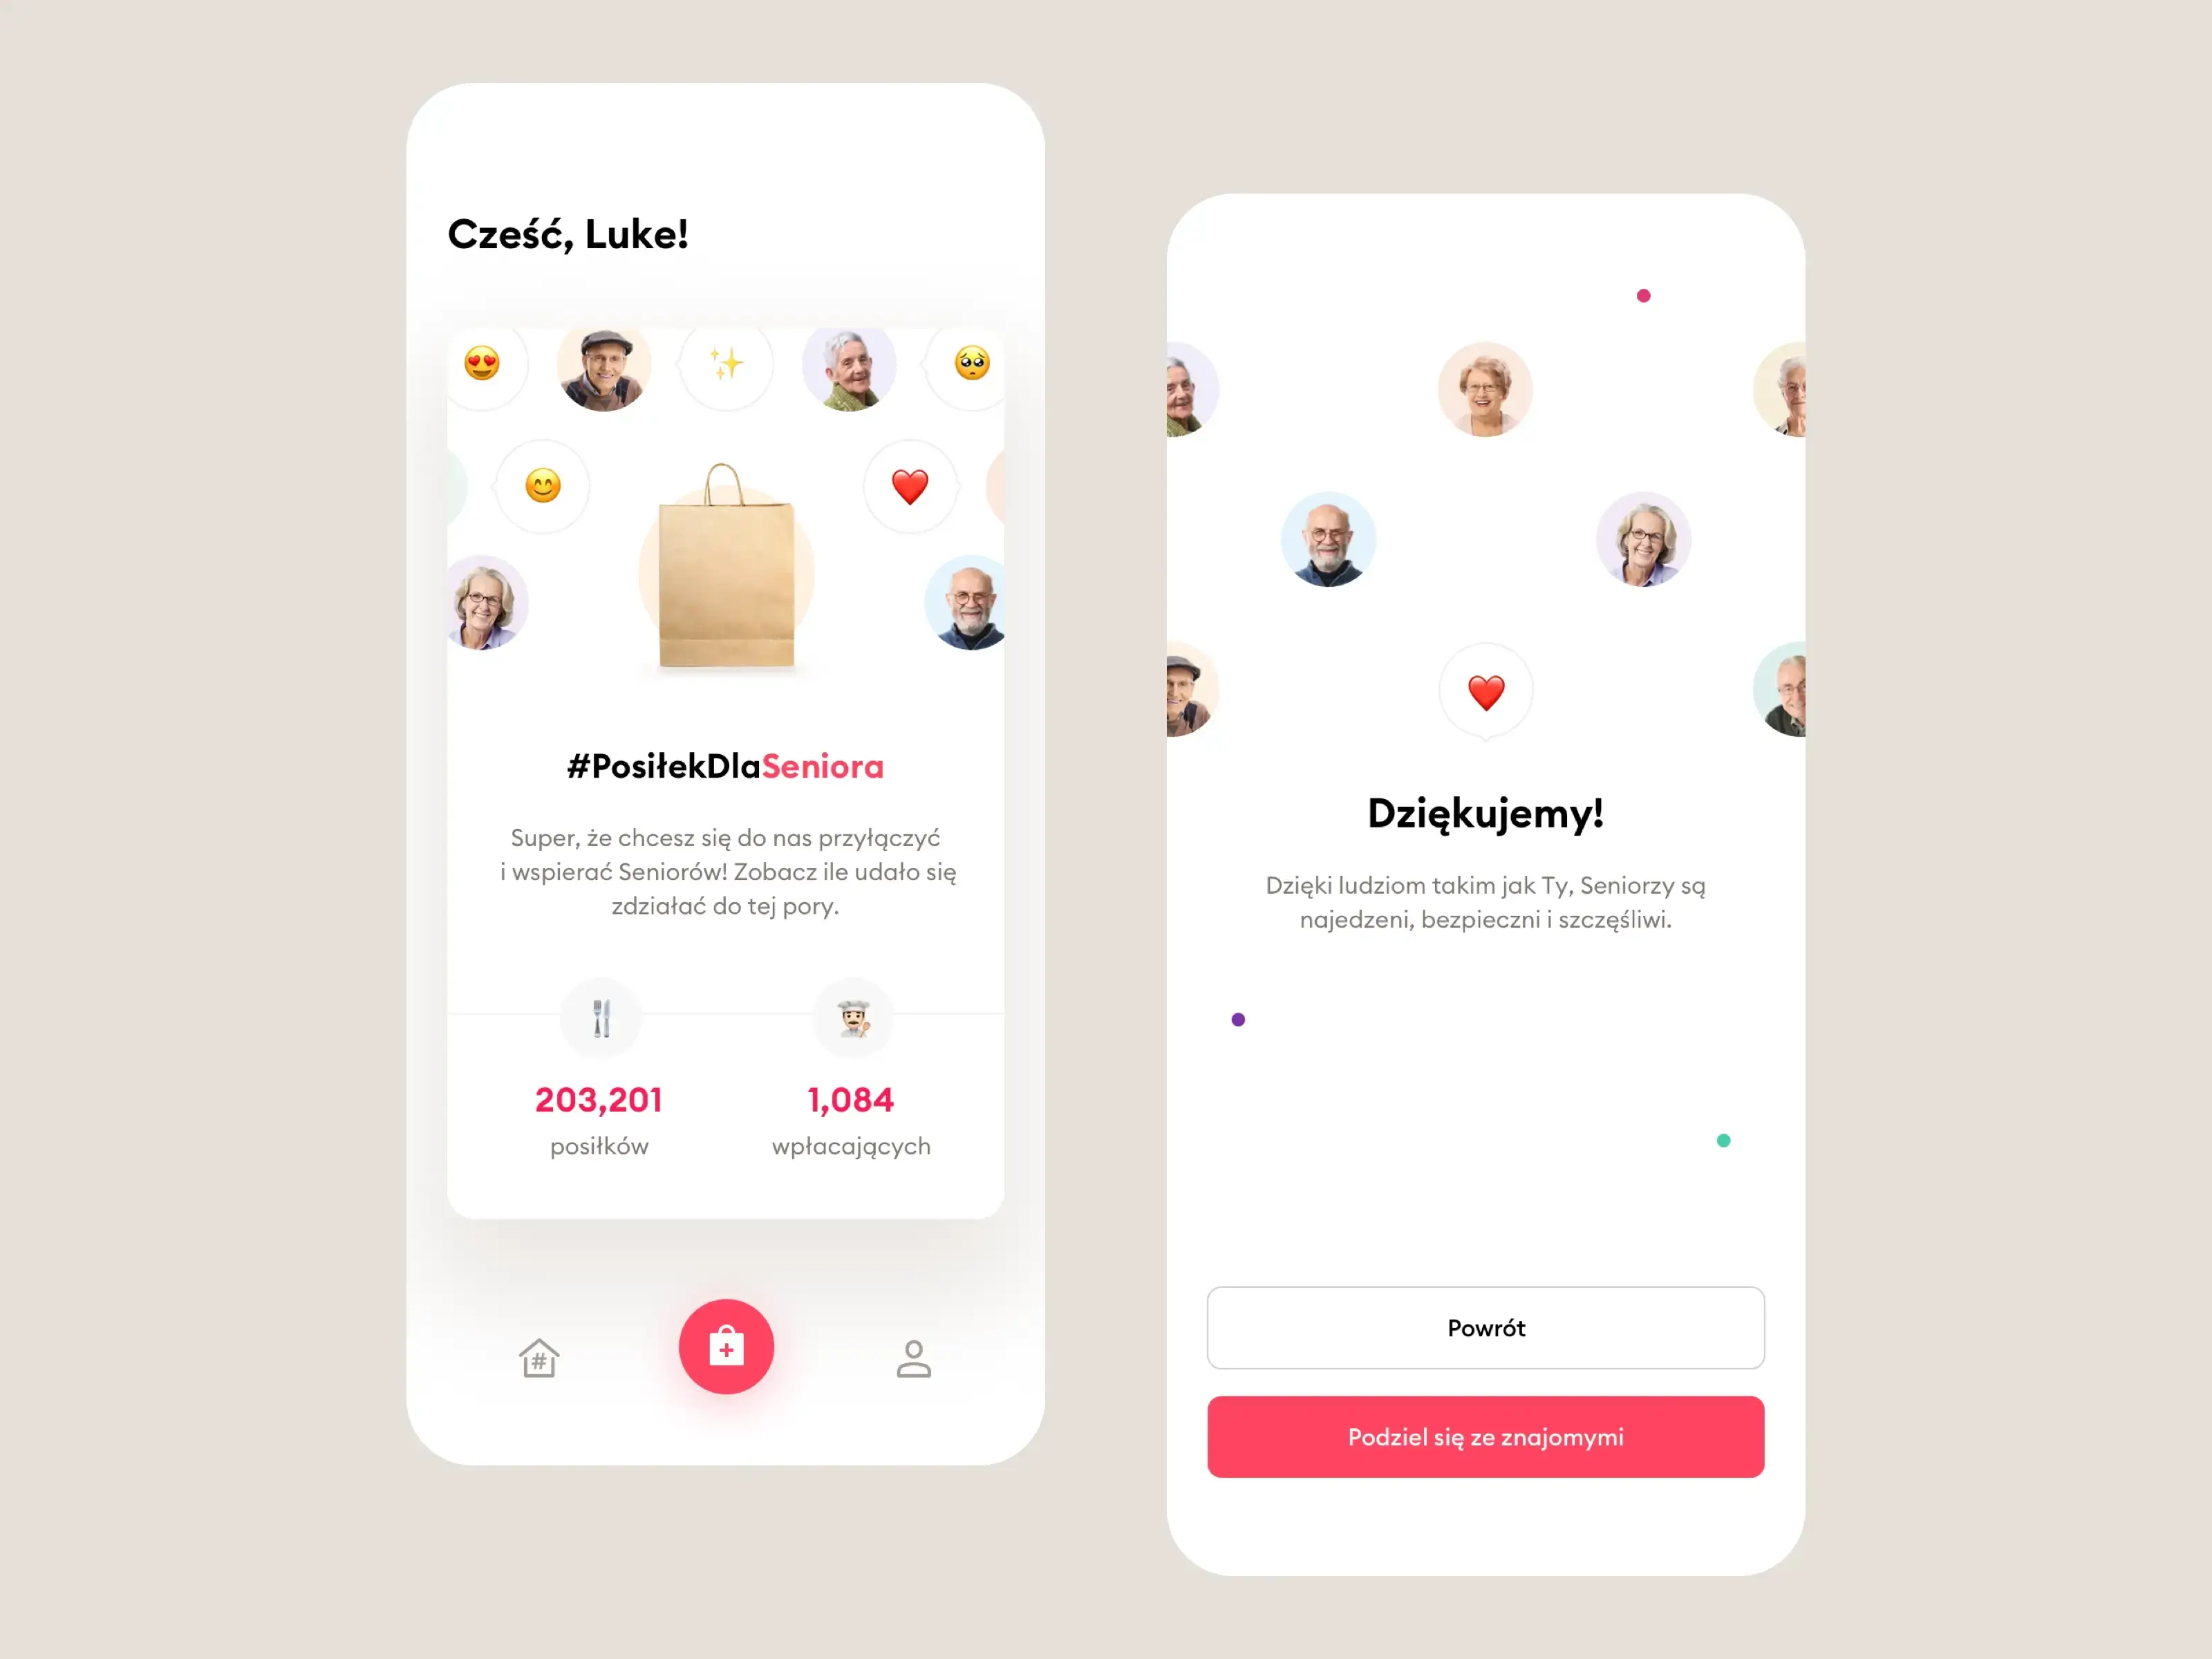 Cześć, Luke!
#PosiłekDlaSeniora
Super, że chcesz się do nas przyłączyć
i wspierać Seniorów! Zobacz ile udało się
zdziałać do tej pory.
203,201
posiłków
1,084
wpłacających
Dziękujemy!
Dzięki ludziom takim jak Ty, Seniorzy są
najedzeni, bezpieczni i szczęśliwi.
Powrót
Podziel się ze znajomymi